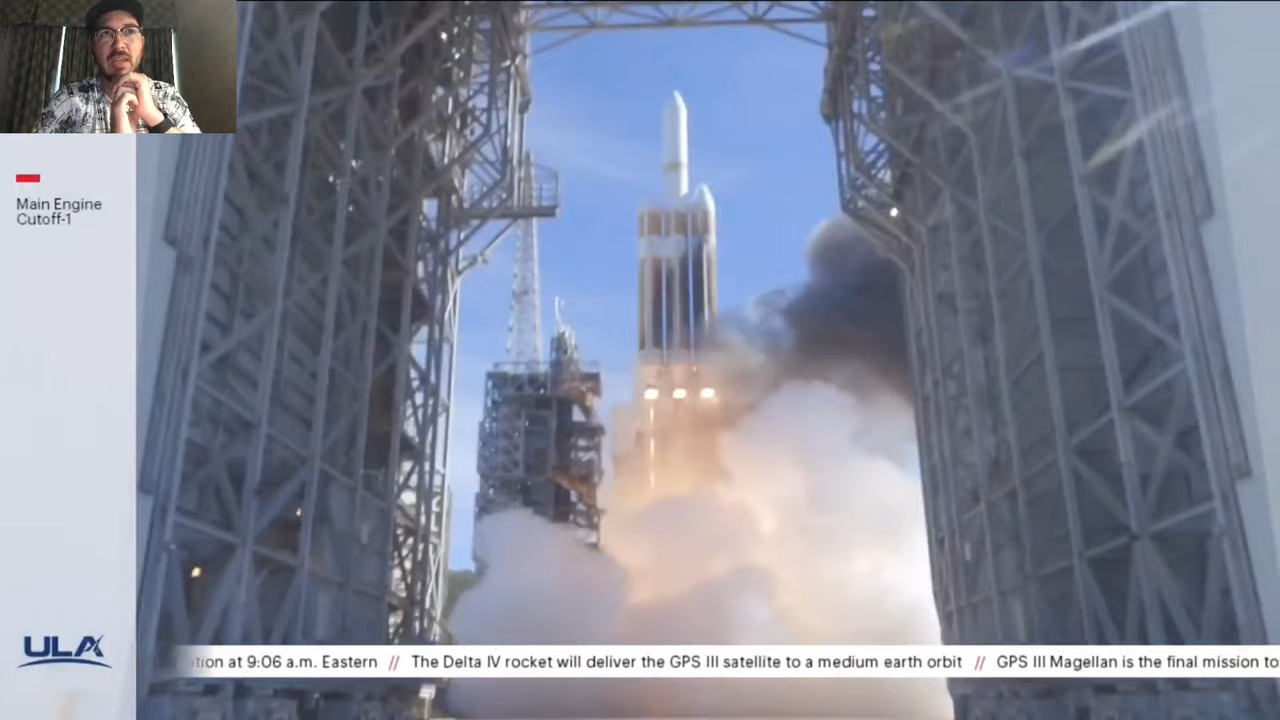 Main Engine
Cutoff-1
ULA
at 9:06 a.m. Eastern // The Delta IV rocket will deliver the GPS III satellite to a medium earth orbit // GPS III Magellan is the final mission to